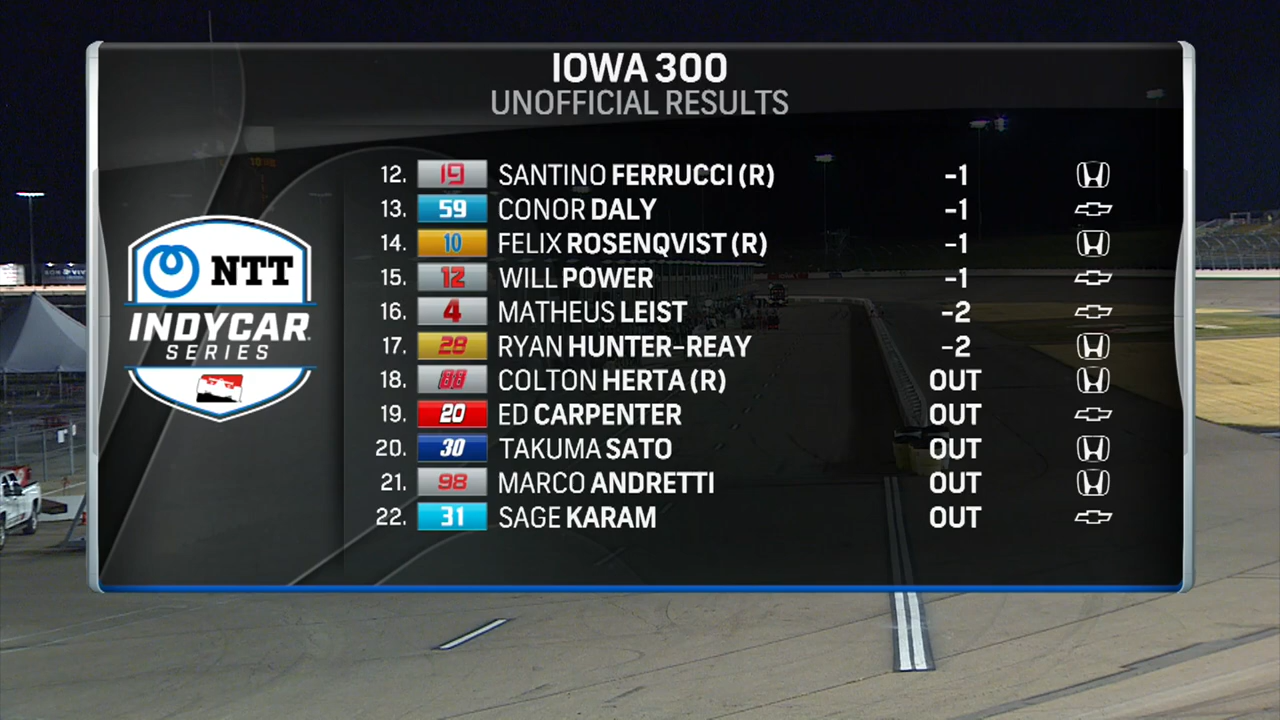 IOWA 300
UNOFFICIAL RESULTS
12. 19 SANTINO FERRUCCI (R) -1
13. 59 CONOR DALY -1
14. 10 FELIX ROSENQVIST (R) -1
15. 12 WILL POWER -1
16. 4 MATHEUS LEIST -2
17. 28 RYAN HUNTER-REAY -2
18. 88 COLTON HERTA (R) OUT
19. 20 ED CARPENTER OUT
20. 30 TAKUMA SATO OUT
21. 98 MARCO ANDRETTI OUT
22. 31 SAGE KARAM OUT
NTT
INDYCAR
SERIES